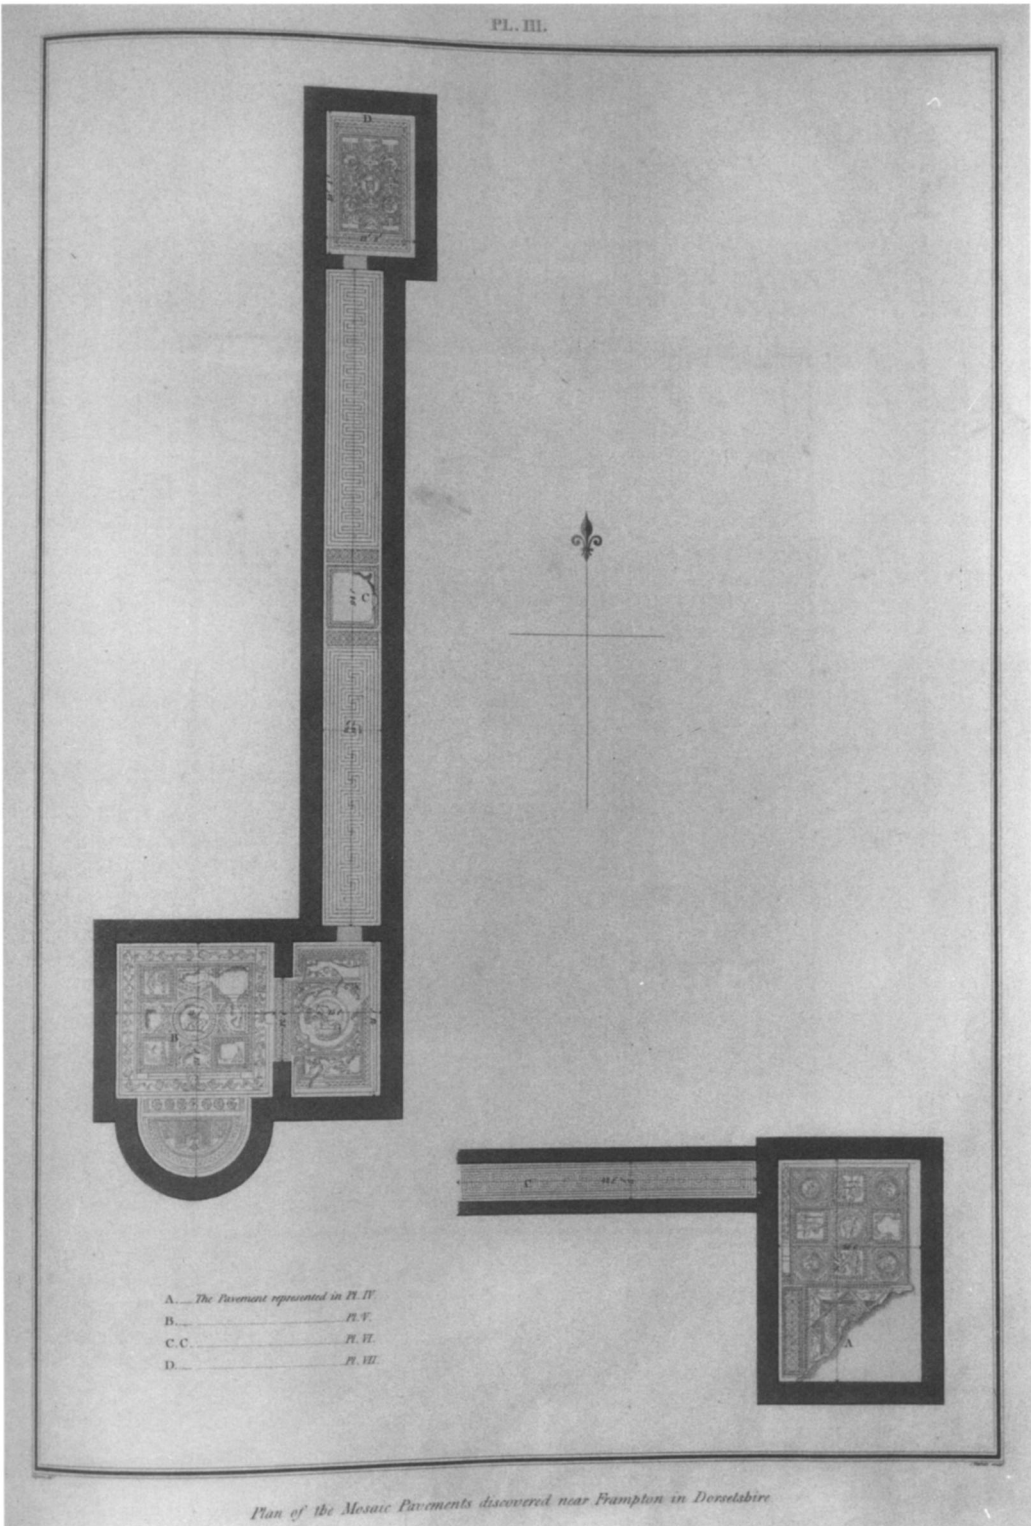 PL. III.
D
C
B
C
A
A. The Pavement represented in Pl. IV.
B. Pl. V.
C.C. Pl. VI.
D. Pl. VII.
Plan of the Mosaic Pavements discovered near Frampton in Dorsetshire